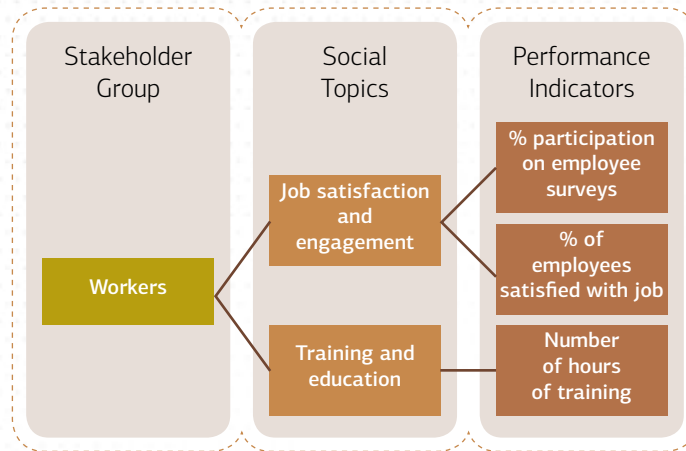 Stakeholder
Group
Social
Topics
Performance
Indicators
Workers
Job satisfaction
and
engagement
Training and
education
% participation
on employee
surveys
% of
employees
satisfied with job
Number
of hours
of training